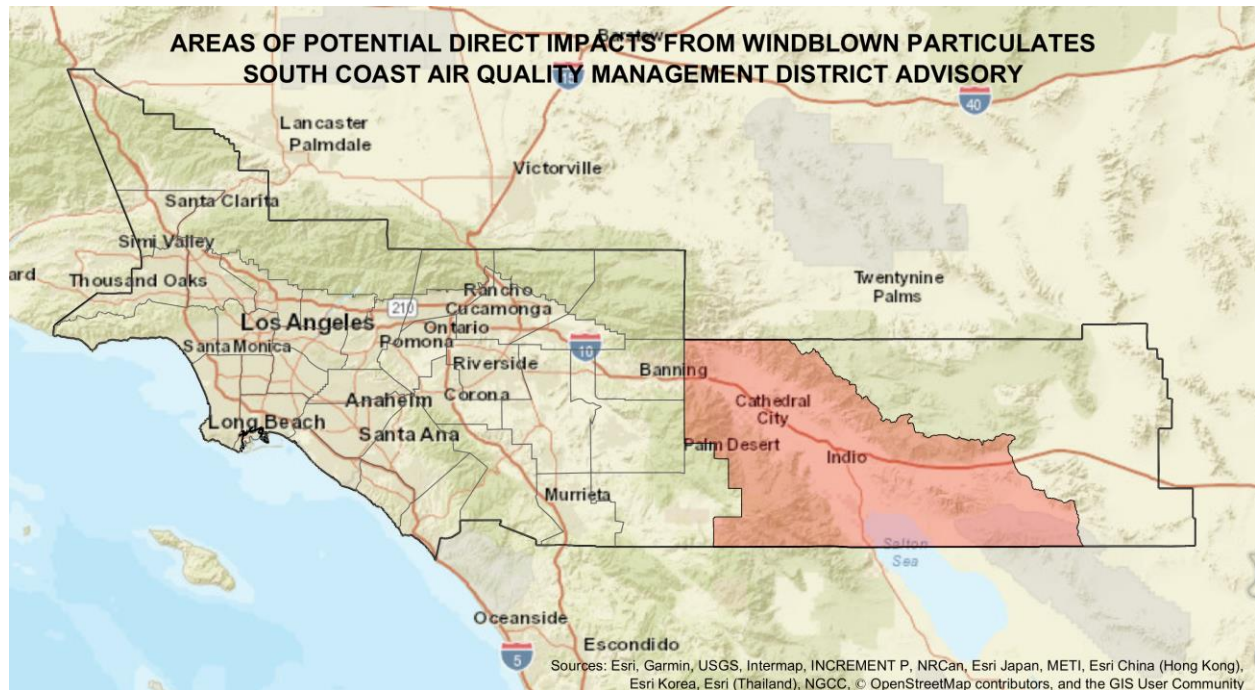 AREAS OF POTENTIAL DIRECT IMPACTS FROM WINDBLOWN PARTICULATES
SOUTH COAST AIR QUALITY MANAGEMENT DISTRICT ADVISORY
Barstow
15
40
Lancaster
Palmdale
Victorville
Santa Clarita
Simi Valley
ard
Thousand Oaks
Twentynine
Palms
Rancho
Cucamonga
210
Los Angeles
Ontario
Pomona
Santa Monica
10
Riverside
Banning
Anaheim
Corona
Cathedral
City
Long Beach
Santa Ana
Palm Desert
Indio
Murrieta
Salton
Sea
Oceanside
Escondido
5
Sources: Esri, Garmin, USGS, Intermap, INCREMENT P, NRCan, Esri Japan, METI, Esri China (Hong Kong),
Esri Korea, Esri (Thailand), NGCC, © OpenStreetMap contributors, and the GIS User Community